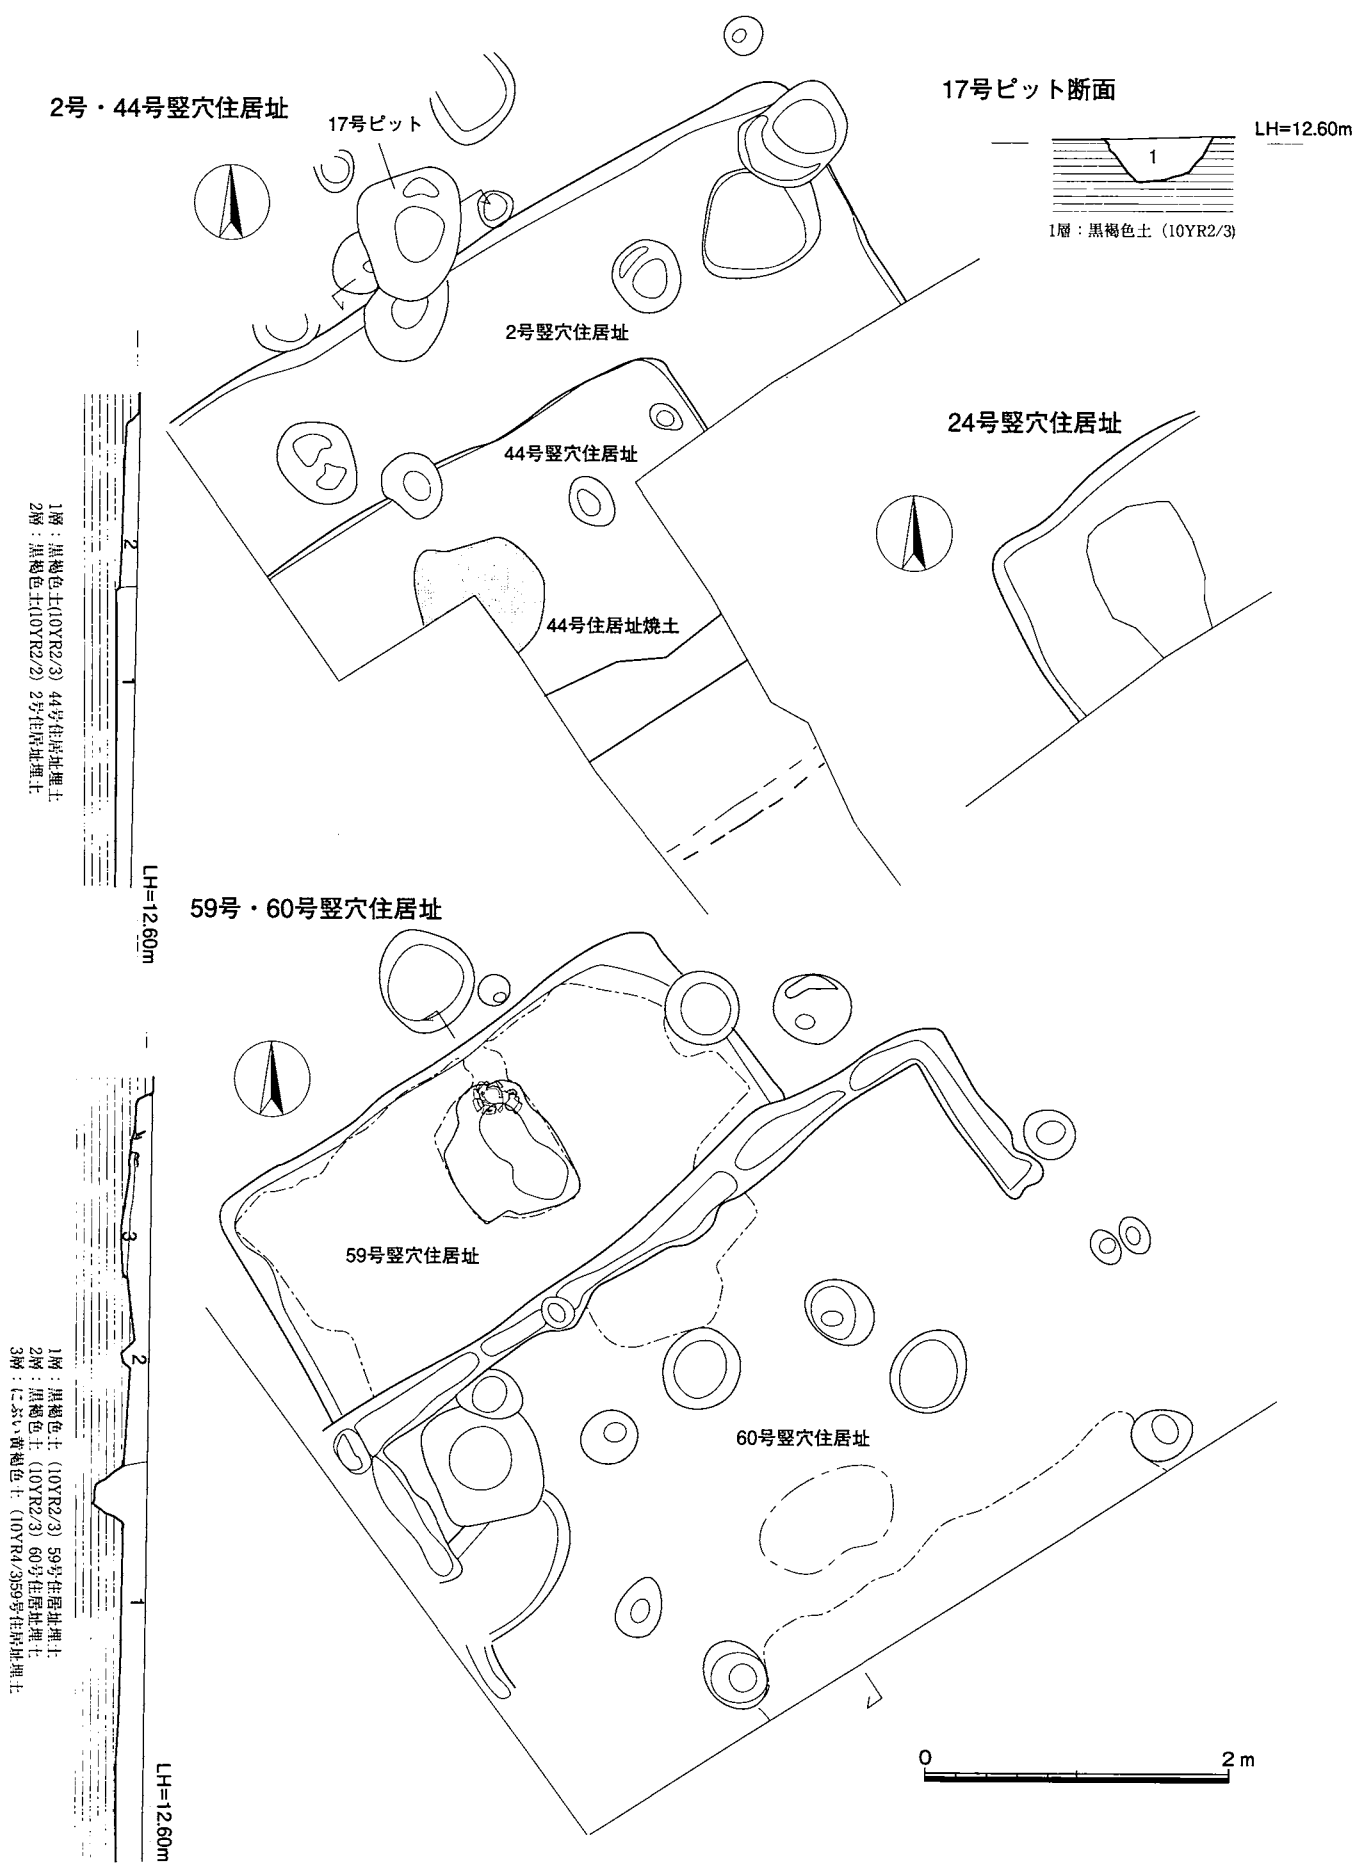 2号・44号竪穴住居址
17号ピット
17号ピット断面
LH=12.60m
1
1層：黒褐色土（10YR2/3）
2号竪穴住居址
44号竪穴住居址
44号住居址焼土
24号竪穴住居址
2
1
1層：黒褐色土(10YR2/3) 44号住居址埋土
2層：黒褐色土(10YR2/2) 2号住居址埋土
LH=12.60m
59号・60号竪穴住居址
59号竪穴住居址
60号竪穴住居址
3
2
1
1層：黒褐色土（10YR2/3）59号住居址埋土
2層：黒褐色土（10YR2/3）60号住居址埋土
3層：にぶい黄褐色土（10YR4/3)59号住居址埋土
LH=12.60m
0 2 m